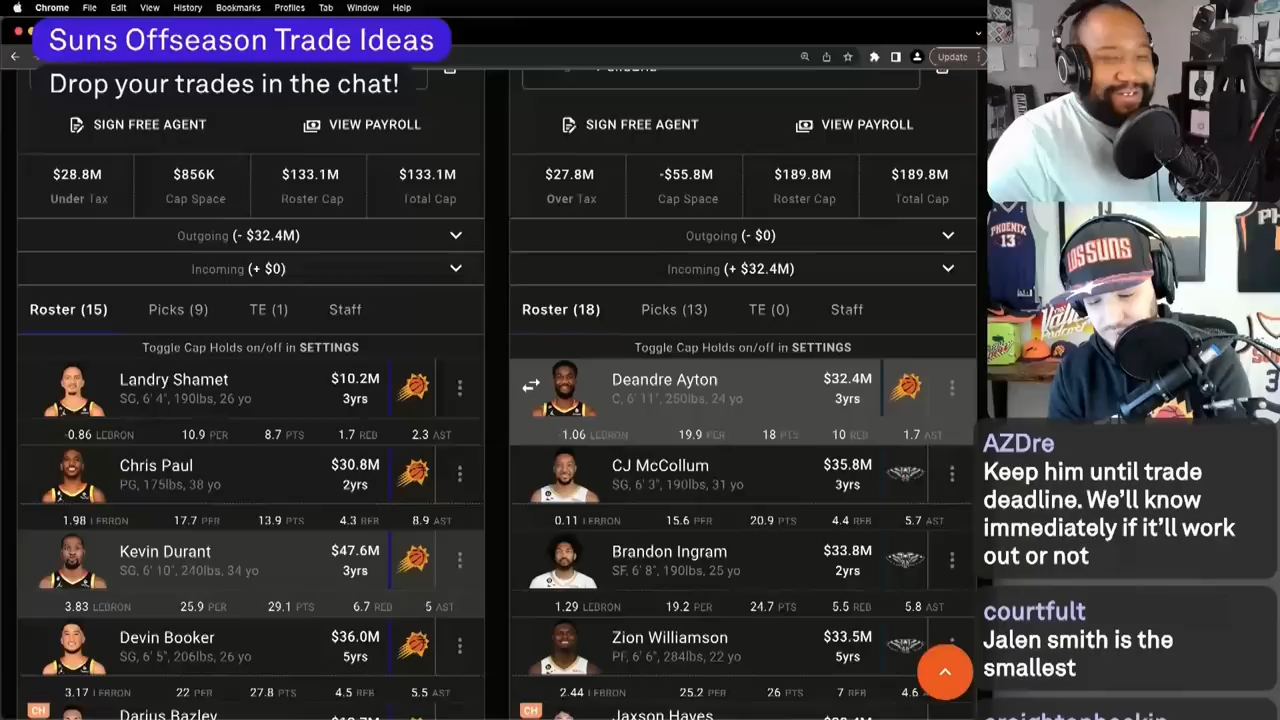 Chrome File Edit View History Bookmarks Profiles Tab Window Help
Suns Offseason Trade Ideas
Drop your trades in the chat!
Update
SIGN FREE AGENT VIEW PAYROLL
$28.8M $856K $133.1M $133.1M
Under Tax Cap Space Roster Cap Total Cap
Outgoing (- $32.4M)
Incoming (+ $0)
Roster (15) Picks (9) TE (1) Staff
Toggle Cap Holds on/off in SETTINGS
Landry Shamet $10.2M
SG, 6' 4", 190lbs, 26 yo 3yrs
-0.86 LEBRON 10.9 PER 8.7 PTS 1.7 REB 2.3 AST
Chris Paul $30.8M
PG, 175lbs, 38 yo 2yrs
1.98 LEBRON 17.7 PER 13.9 PTS 4.3 REB 8.9 AST
Kevin Durant $47.6M
SG, 6' 10", 240lbs, 34 yo 3yrs
3.83 LEBRON 25.9 PER 29.1 PTS 6.7 RED 5 AST
Devin Booker $36.0M
SG, 6' 5", 206lbs, 26 yo 5yrs
3.17 LEBRON 22 PER 27.8 PTS 4.5 REB 5.5 AST
CH Darius Bazley
SIGN FREE AGENT VIEW PAYROLL
$27.8M -$55.8M $189.8M $189.8M
Over Tax Cap Space Roster Cap Total Cap
Outgoing (- $0)
Incoming (+ $32.4M)
Roster (18) Picks (13) TE (0) Staff
Toggle Cap Holds on/off in SETTINGS
Deandre Ayton $32.4M
C, 6' 11", 250lbs, 24 yo 3yrs
-1.06 LEBRON 19.9 PER 18 PTS 10 REB 1.7 AST
CJ McCollum $35.8M
SG, 6' 3", 190lbs, 31 yo 3yrs
0.11 LEBRON 15.6 PER 20.9 PTS 4.4 RFB 5.7 AST
Brandon Ingram $33.8M
SF, 6' 8", 190lbs, 25 yo 2yrs
1.29 LEBRON 19.2 PER 24.7 PTS 5.5 REB 5.8 AST
Zion Williamson $33.5M
PF, 6' 6", 284lbs, 22 yo 5yrs
2.44 LEBRON 25.2 PER 26 PTS 7 REB 4.6
CH Jaxson Hayes
PHOENIX
13
LOS SUNS
AZDre
Keep him until trade
deadline. We'll know
immediately if it'll work
out or not
courtfult
Jalen smith is the
smallest